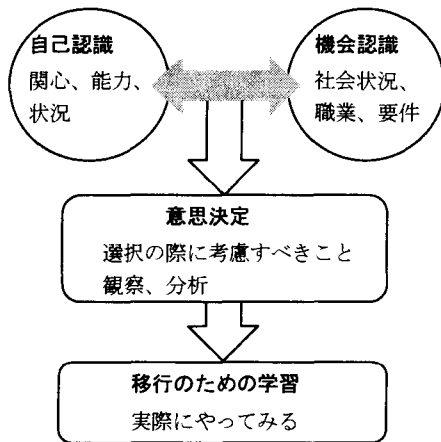 自己認識
関心、能力、
状況
機会認識
社会状況、
職業、要件
意思決定
選択の際に考慮すべきこと
観察、分析
移行のための学習
実際にやってみる